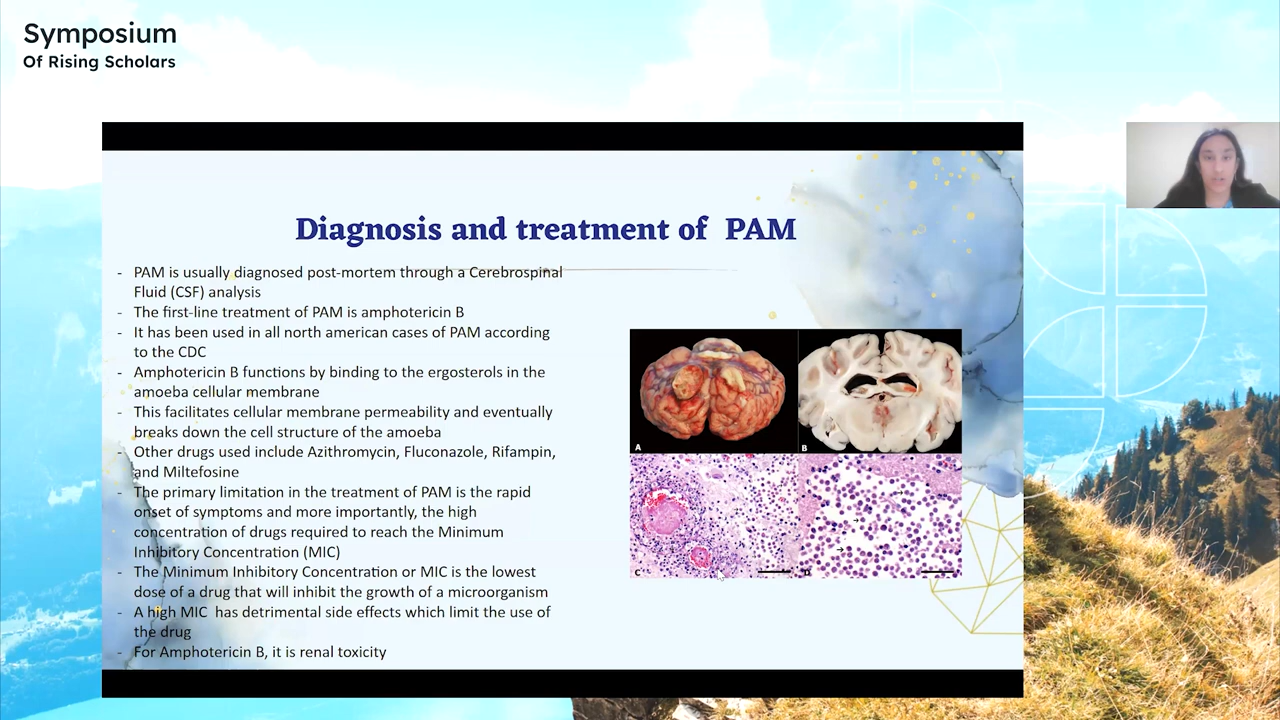 Symposium
Of Rising Scholars
Diagnosis and treatment of PAM
- PAM is usually diagnosed post-mortem through a Cerebrospinal
Fluid (CSF) analysis
- The first-line treatment of PAM is amphotericin B
- It has been used in all north american cases of PAM according
to the CDC
- Amphotericin B functions by binding to the ergosterols in the
amoeba cellular membrane
- This facilitates cellular membrane permeability and eventually
breaks down the cell structure of the amoeba
- Other drugs used include Azithromycin, Fluconazole, Rifampin,
and Miltefosine
- The primary limitation in the treatment of PAM is the rapid
onset of symptoms and more importantly, the high
concentration of drugs required to reach the Minimum
Inhibitory Concentration (MIC)
- The Minimum Inhibitory Concentration or MIC is the lowest
dose of a drug that will inhibit the growth of a microorganism
- A high MIC has detrimental side effects which limit the use of
the drug
- For Amphotericin B, it is renal toxicity
A
B
C
D